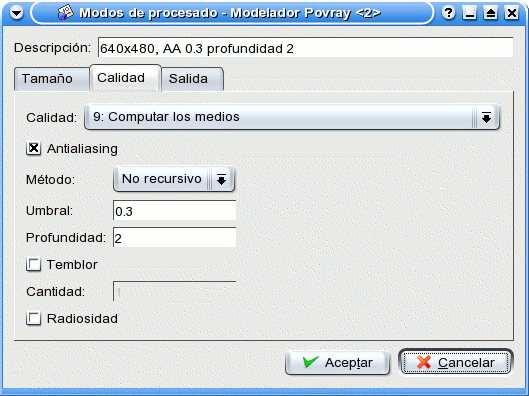 Modos de procesado - Modelador Povray <2>
Descripción: 640x480, AA 0.3 profundidad 2
Tamaño Calidad Salida
Calidad: 9: Computar los medios
Antialiasing
Método: No recursivo
Umbral: 0.3
Profundidad: 2
Temblor
Cantidad: 1
Radiosidad
Aceptar Cancelar